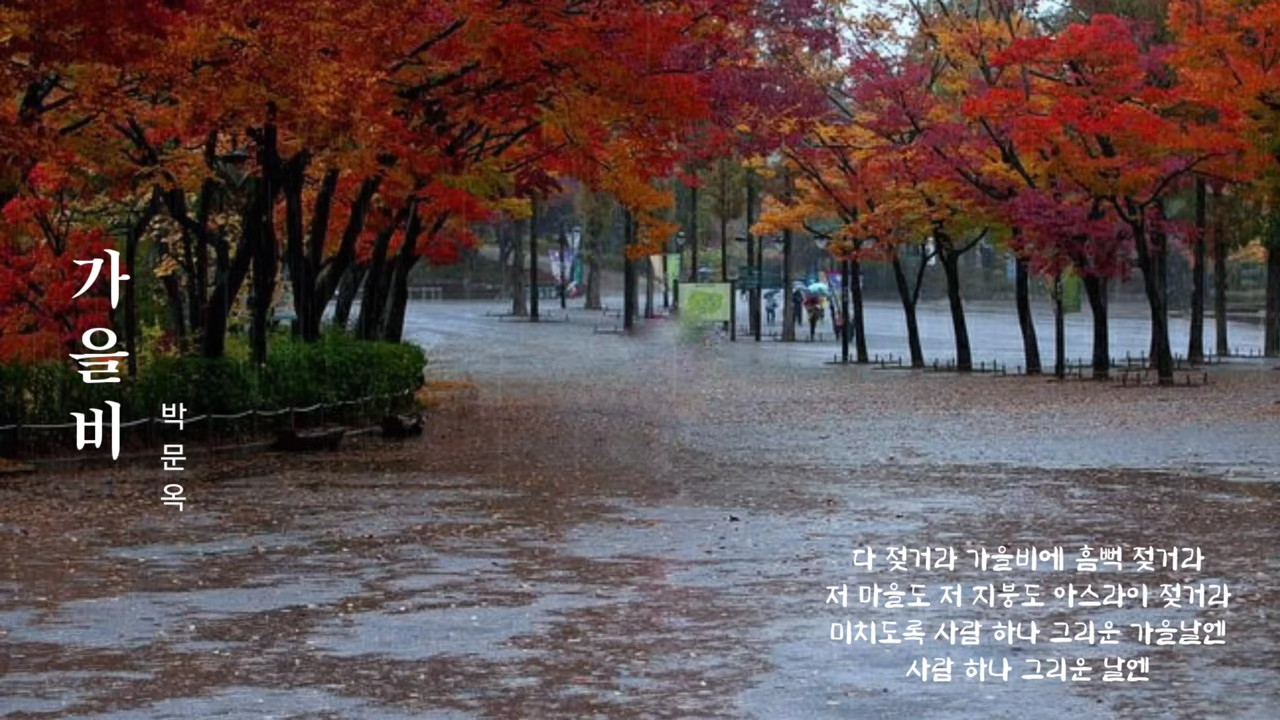 가을비
박문옥
다 젖거라 가을비에 흠뻑 젖거라
저 마을도 저 지붕도 아스라이 젖거라
미치도록 사람 하나 그리운 가을날엔
사람 하나 그리운 날엔